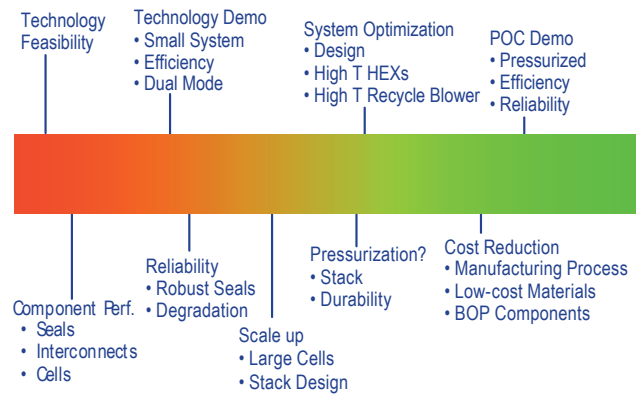 Technology
Feasibility
Technology Demo
• Small System
• Efficiency
• Dual Mode
System Optimization
• Design
• High T HEXs
• High T Recycle Blower
POC Demo
• Pressurized
• Efficiency
• Reliability
Component Perf.
• Seals
• Interconnects
• Cells
Reliability
• Robust Seals
• Degradation
Scale up
• Large Cells
• Stack Design
Pressurization?
• Stack
• Durability
Cost Reduction
• Manufacturing Process
• Low-cost Materials
• BOP Components